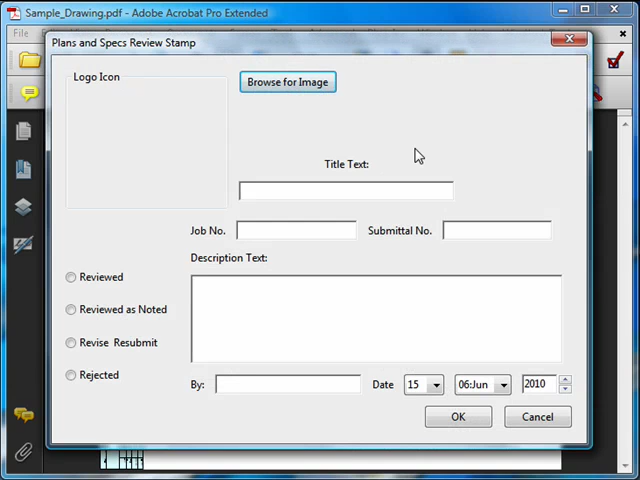 Sample_Drawing.pdf - Adobe Acrobat Pro Extended
File
Plans and Specs Review Stamp
Logo Icon
Browse for Image
Title Text:
Job No.
Submittal No.
Description Text:
Reviewed
Reviewed as Noted
Revise Resubmit
Rejected
By:
Date 15 06:Jun 2010
OK
Cancel